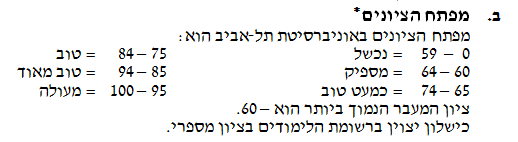 ב. מפתח הציונים*
מפתח הציונים באוניברסיטת תל-אביב הוא:
0 – 59 = נכשל 75 – 84 = טוב
60 – 64 = מספיק 85 – 94 = טוב מאוד
65 – 74 = כמעט טוב 95 – 100 = מעולה
ציון המעבר הנמוך ביותר הוא – 60.
כישלון יצוין ברשומת הלימודים בציון מספרי.